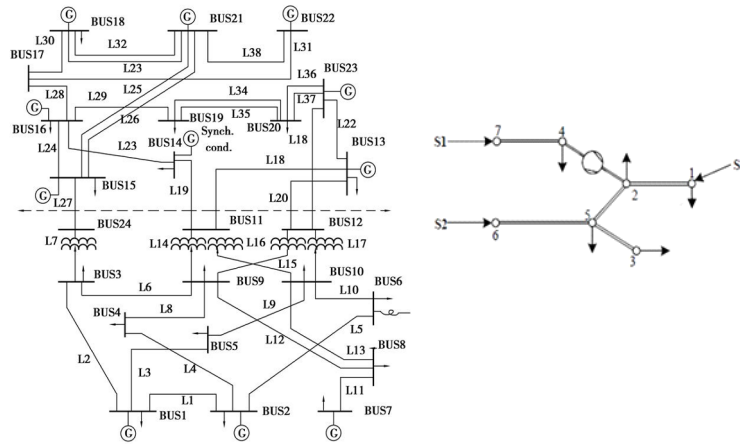 G
G
G
BUS18
BUS21
BUS22
L30
L32
L38
L31
BUS17
L23
BUS23
L28
L25
L34
L36
G
L29
L37
G
L26
BUS19
L35
BUS16
BUS14
G
BUS20
L18
L22
Synch.
cond.
BUS13
L24
L23
L18
BUS15
G
G
L19
L20
L27
BUS24
BUS11
BUS12
L7
L14
L16
L17
L15
BUS3
BUS9
BUS10
BUS6
L6
L10
BUS4
L8
L9
L5
BUS5
L12
BUS8
L2
L4
L13
L3
L11
L1
BUS1
BUS2
BUS7
G
G
G
S1
7
4
S
1
2
S2
5
6
3